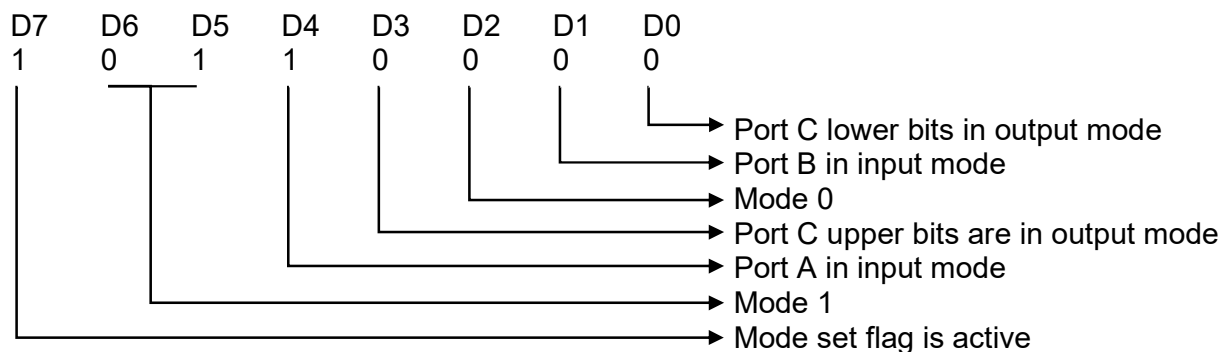 D7 D6 D5 D4 D3 D2 D1 D0
1 0 1 1 0 0 0 0
Port C lower bits in output mode
Port B in input mode
Mode 0
Port C upper bits are in output mode
Port A in input mode
Mode 1
Mode set flag is active